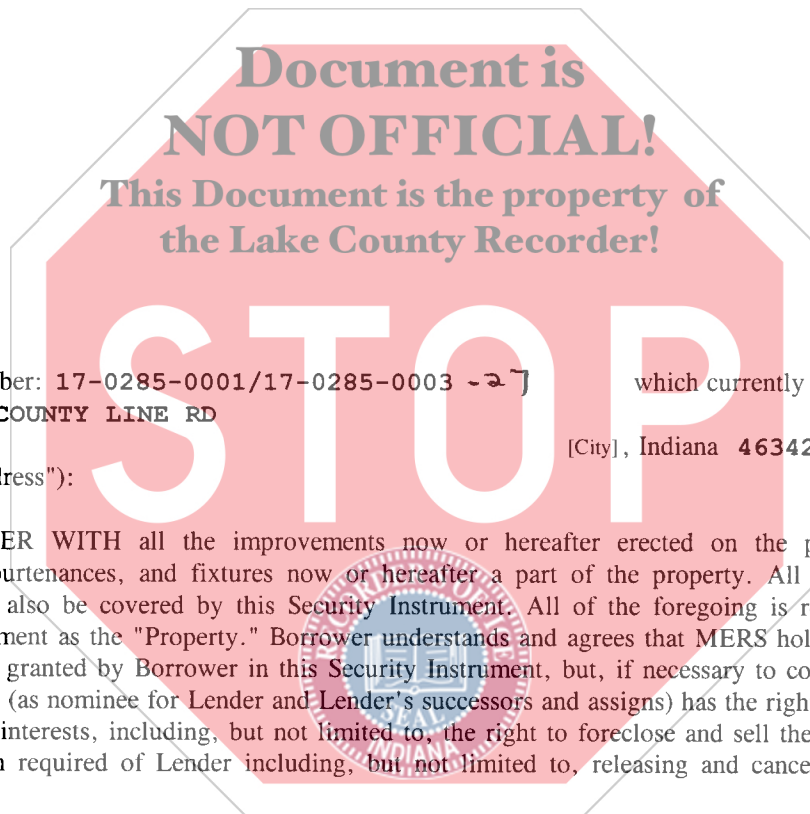 Document is
NOT OFFICIAL!
This Document is the property of
the Lake County Recorder!
STOP
ber: 17-0285-0001/17-0285-0003 -27 which currently
COUNTY LINE RD
[City], Indiana 46342
ress"):
ER WITH all the improvements now or hereafter erected on the p
urtenances, and fixtures now or hereafter a part of the property. All
also be covered by this Security Instrument. All of the foregoing is r
ment as the "Property." Borrower understands and agrees that MERS hol
granted by Borrower in this Security Instrument, but, if necessary to co
(as nominee for Lender and Lender's successors and assigns) has the righ
interests, including, but not limited to, the right to foreclose and sell the
n required of Lender including, but not limited to, releasing and cance
RECORDER'S OFFICE
SEAL
INDIANA